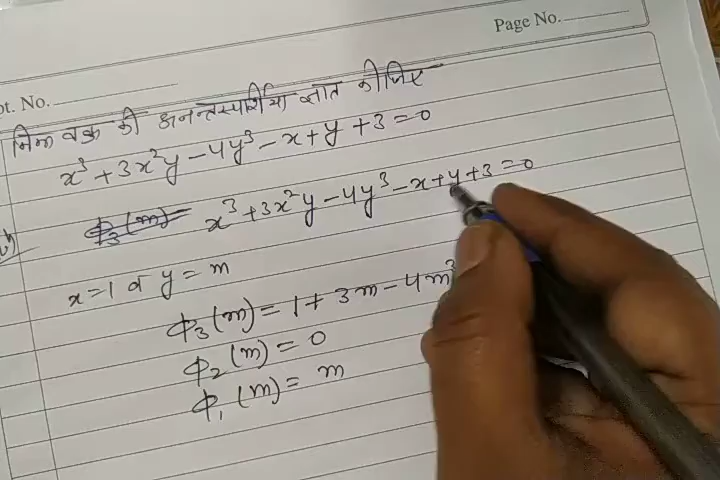 Page No.
pt. No.
निम्न वक्र की अनन्तस्पर्शिया ज्ञात कीजिए
x³ + 3x²y - 4y³ - x + y + 3 = 0
ϕ₃(m) = x³ + 3x²y - 4y³ - x + y + 3 = 0
x = 1 व y = m
ϕ₃(m) = 1 + 3m - 4m³
ϕ₂(m) = 0
ϕ₁(m) = m